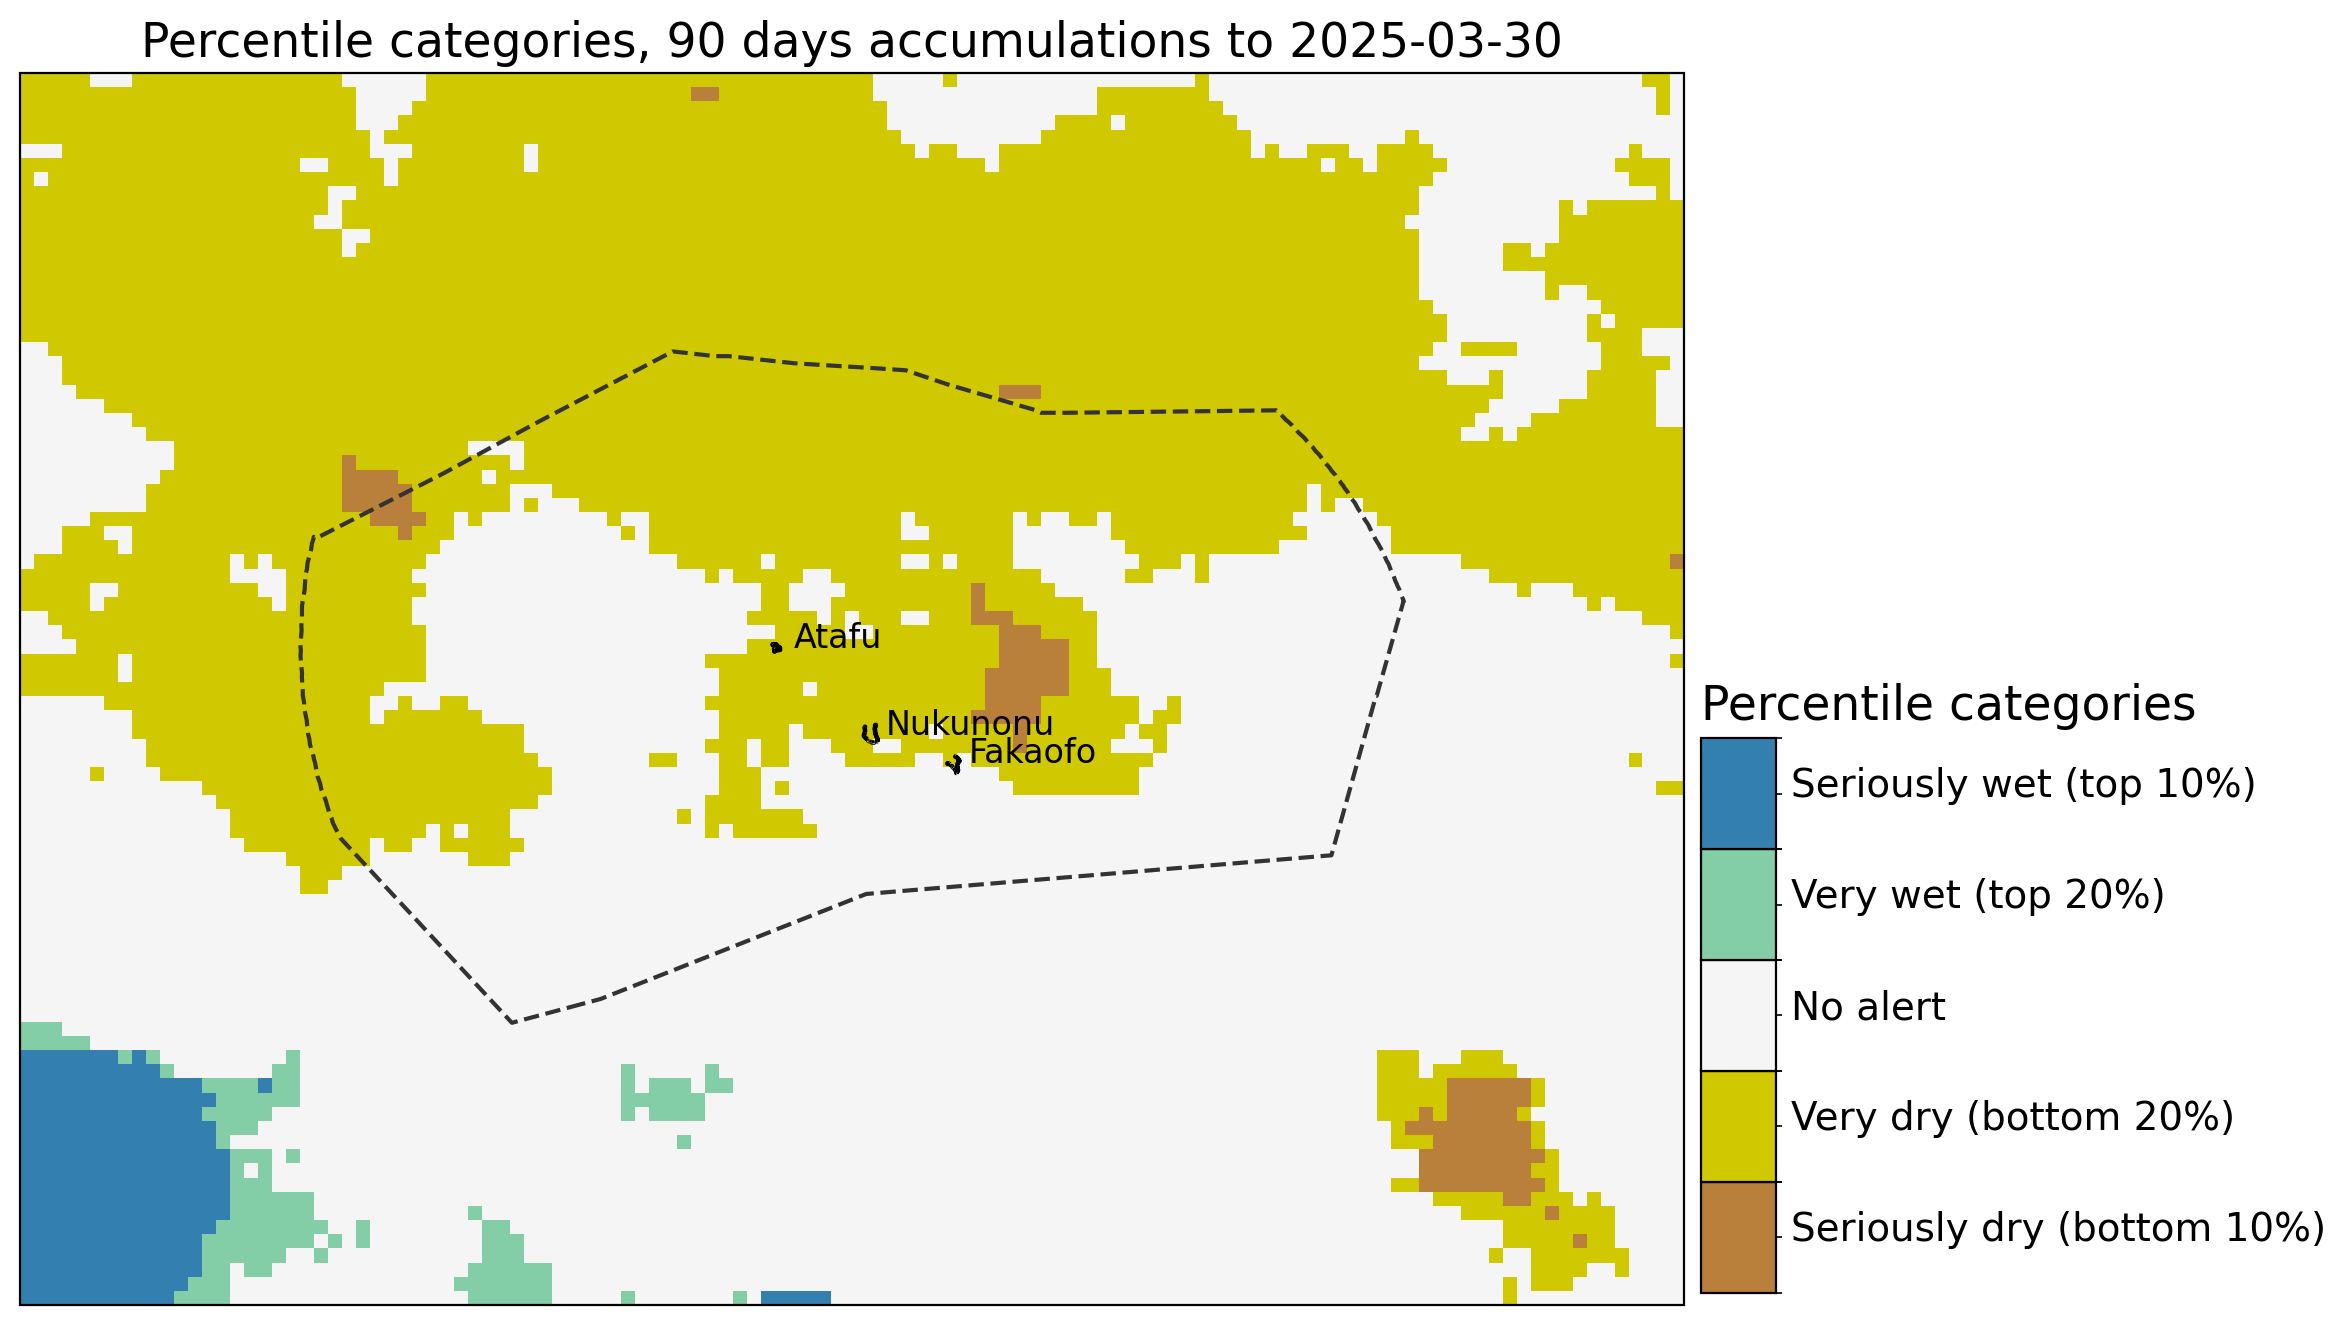 Percentile categories, 90 days accumulations to 2025-03-30
Atafu
Nukunonu
Fakaofo
Percentile categories
Seriously wet (top 10%)
Very wet (top 20%)
No alert
Very dry (bottom 20%)
Seriously dry (bottom 10%)